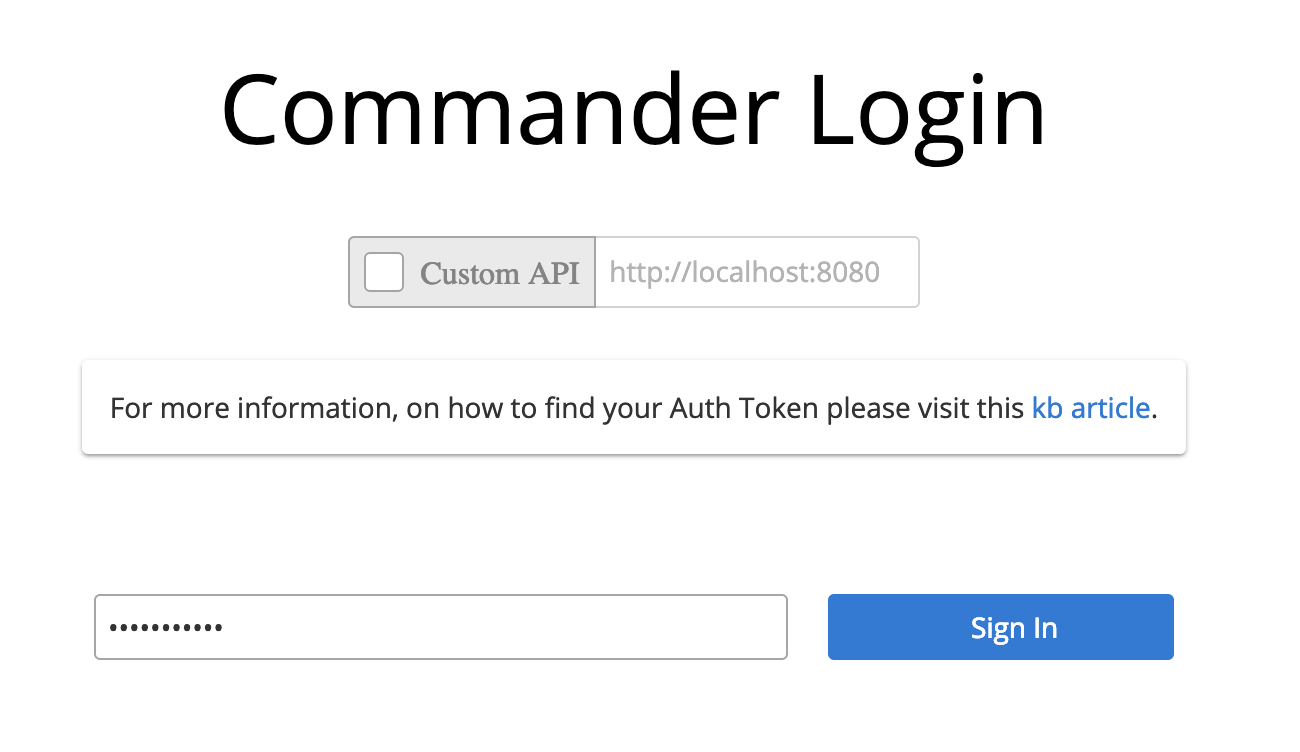 Commander Login
Custom API http://localhost:8080
For more information, on how to find your Auth Token please visit this kb article.
••••••••••• Sign In